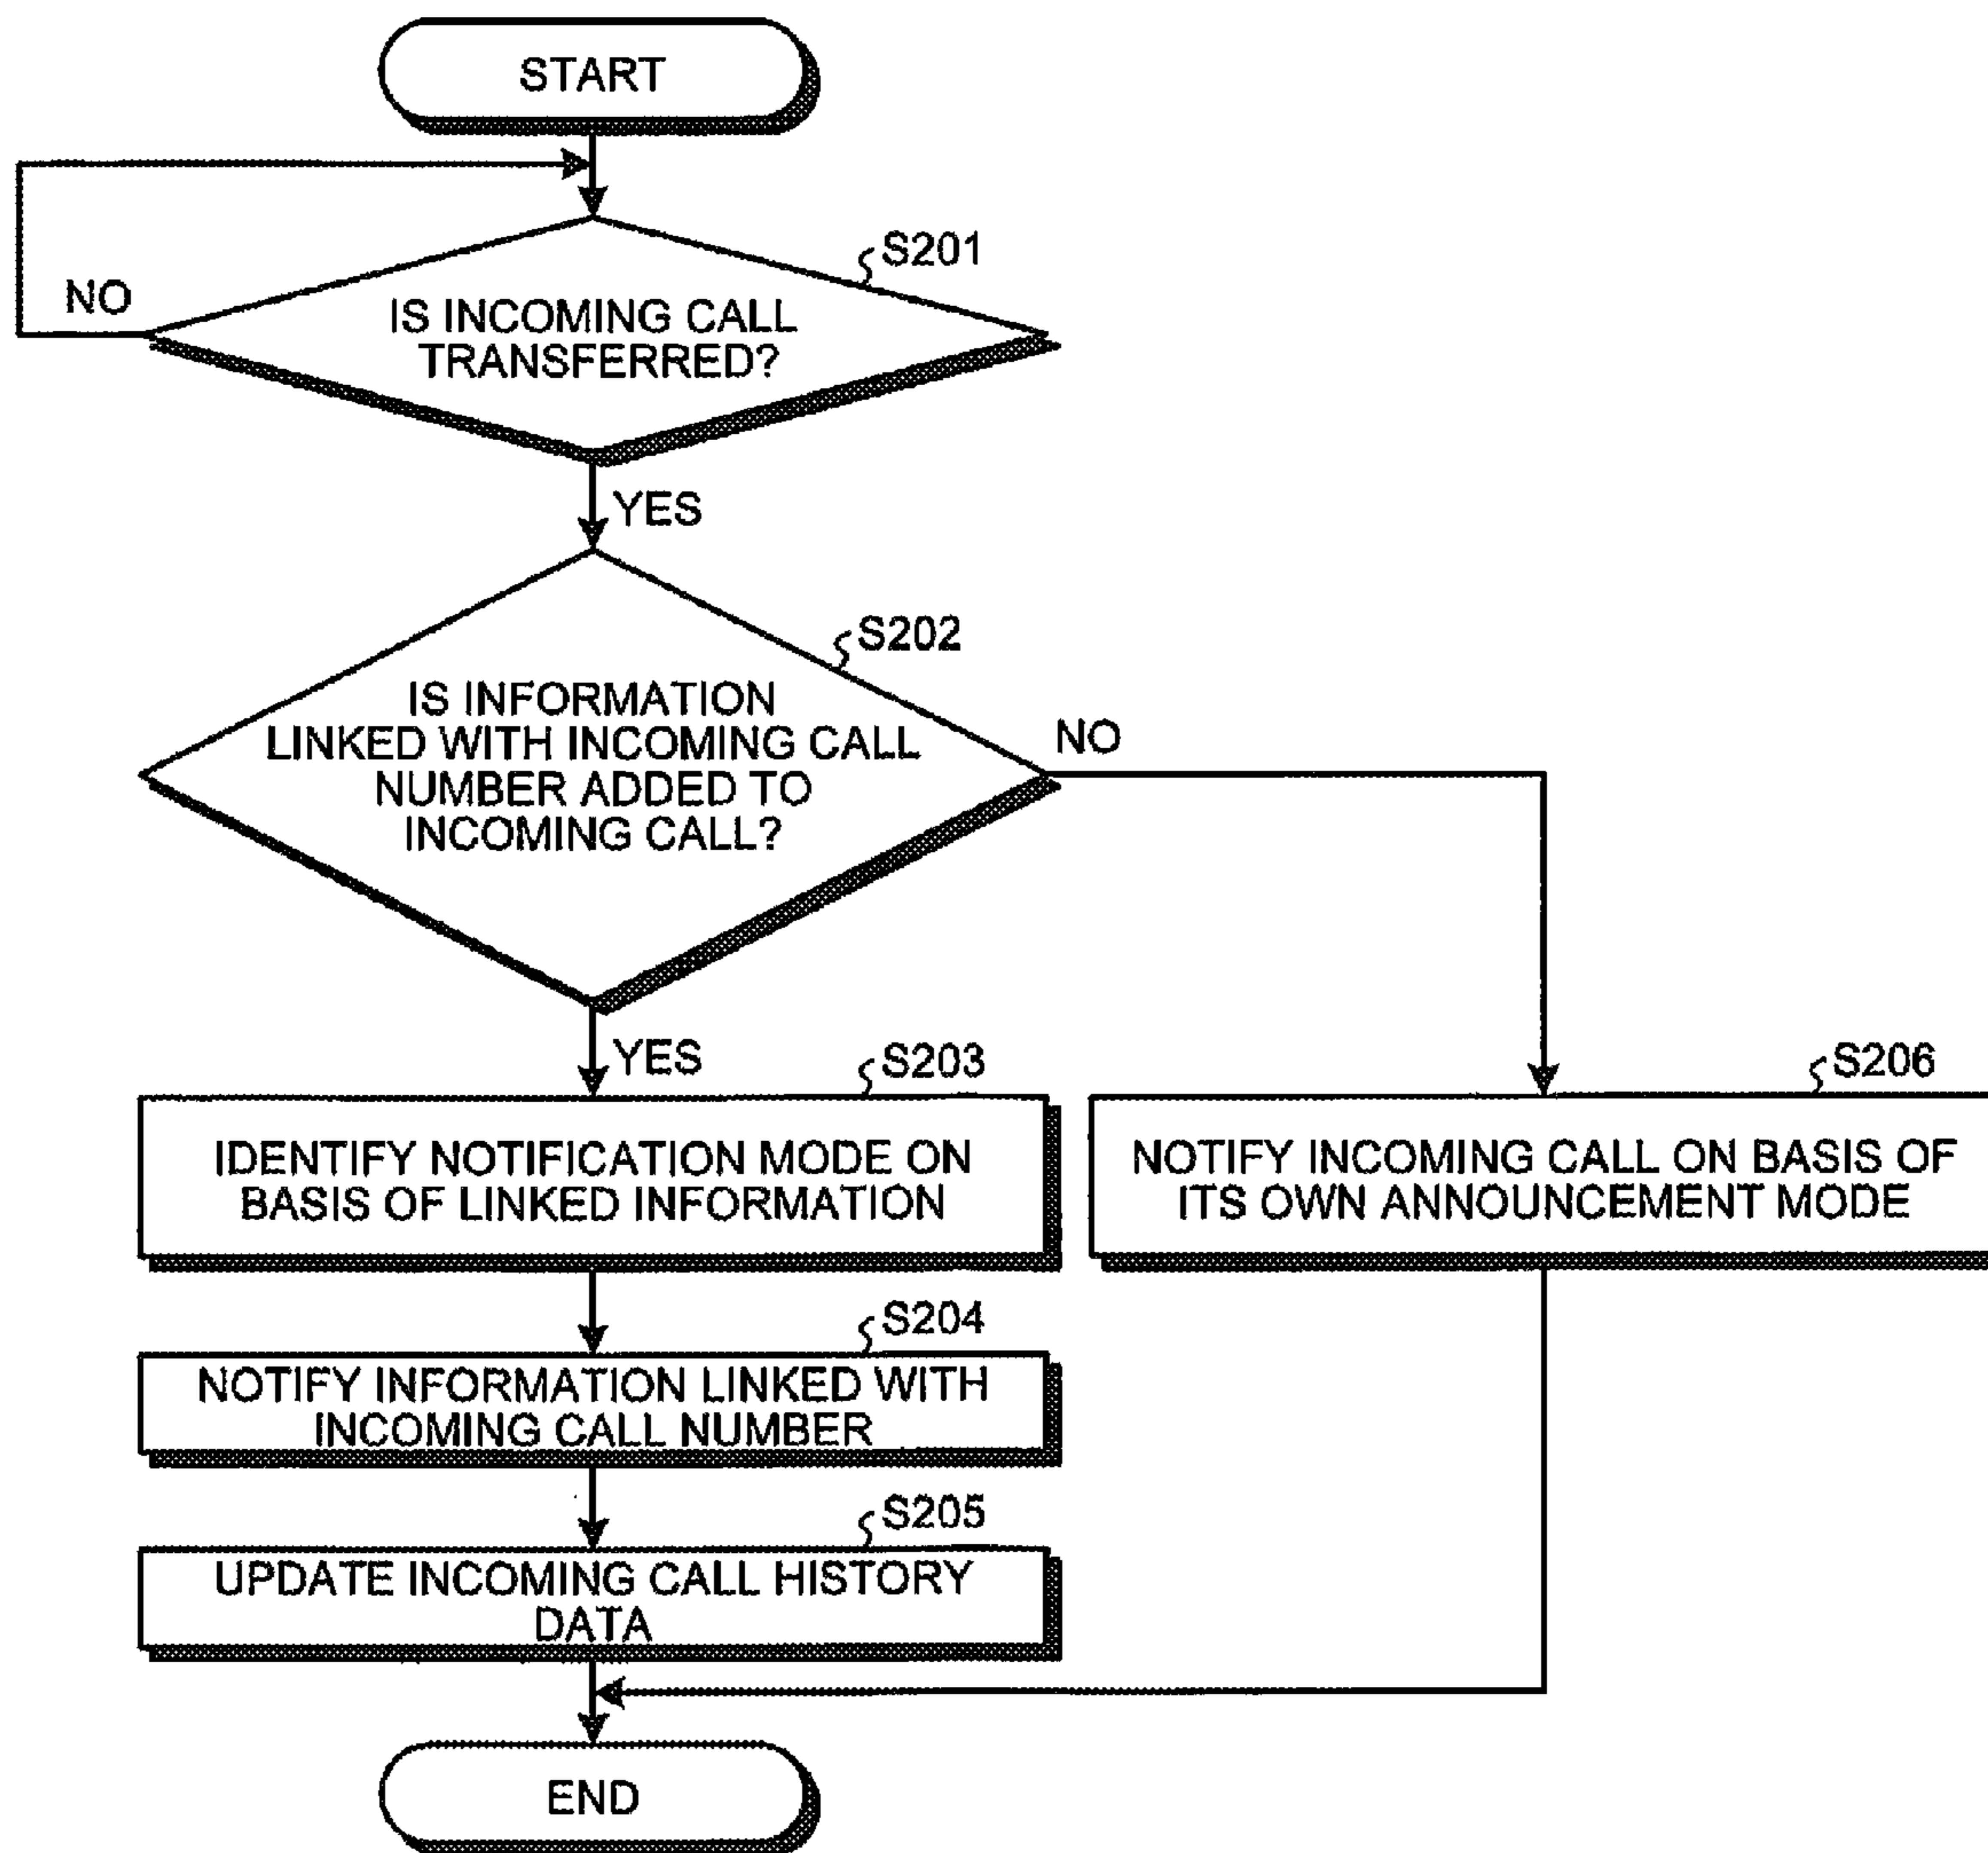 START
S201
NO
IS INCOMING CALL
TRANSFERRED?
YES
S202
IS INFORMATION
LINKED WITH INCOMING CALL
NUMBER ADDED TO
INCOMING CALL?
NO
YES
S203
S206
IDENTIFY NOTIFICATION MODE ON
BASIS OF LINKED INFORMATION
NOTIFY INCOMING CALL ON BASIS OF
ITS OWN ANNOUNCEMENT MODE
S204
NOTIFY INFORMATION LINKED WITH
INCOMING CALL NUMBER
S205
UPDATE INCOMING CALL HISTORY
DATA
END